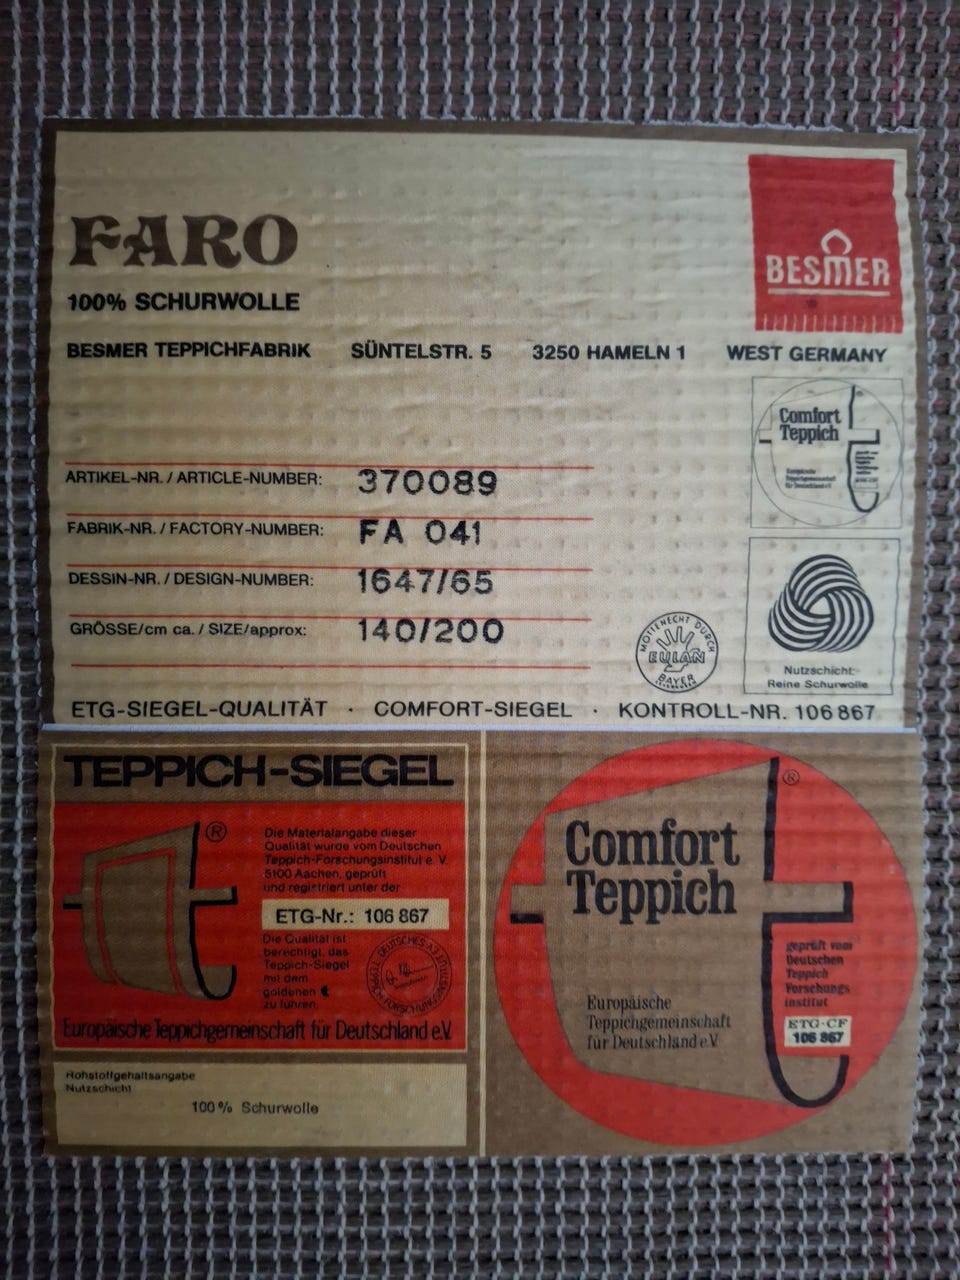 FARO
100% SCHURWOLLE
BESMER
BESMER TEPPICHFABRIK SÜNTELSTR. 5 3250 HAMELN 1 WEST GERMANY
Comfort
Teppich
Europäische
Teppichgemeinschaft
für Deutschland e.V.
ARTIKEL-NR. / ARTICLE-NUMBER: 370089
FABRIK-NR. / FACTORY-NUMBER: FA 041
DESSIN-NR. / DESIGN-NUMBER: 1647/65
GRÖSSE/cm ca. / SIZE/approx: 140/200
MOTTENECHT DURCH
EULAN
BAYER
Nutzschicht:
Reine Schurwolle
ETG-SIEGEL-QUALITÄT · COMFORT-SIEGEL · KONTROLL-NR. 106 867
TEPPICH-SIEGEL
®
Die Materialangabe dieser
Qualität wurde vom Deutschen
Teppich-Forschungsinstitut e. V.
5100 Aachen, geprüft
und registriert unter der
ETG-Nr.: 106 867
Die Qualität ist
berechtigt, das
Teppich-Siegel
mit dem
goldenen
zu führen.
Europäische Teppichgemeinschaft für Deutschland e.V.
Rohstoffgehaltsangabe
Nutzschicht
100% Schurwolle
®
Comfort
Teppich
geprüft vom
Deutschen
Teppich
Forschungs
institut
ETG-CF
106 867
Europäische
Teppichgemeinschaft
für Deutschland e.V.